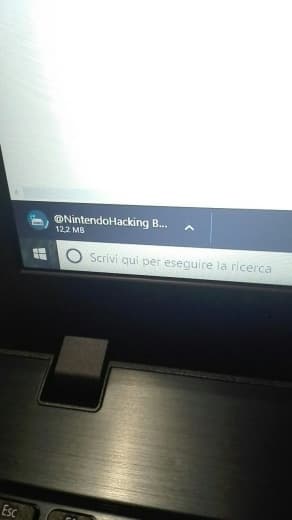 @NintendoHacking B...
12,2 MB
Scrivi qui per eseguire la ricerca
Esc